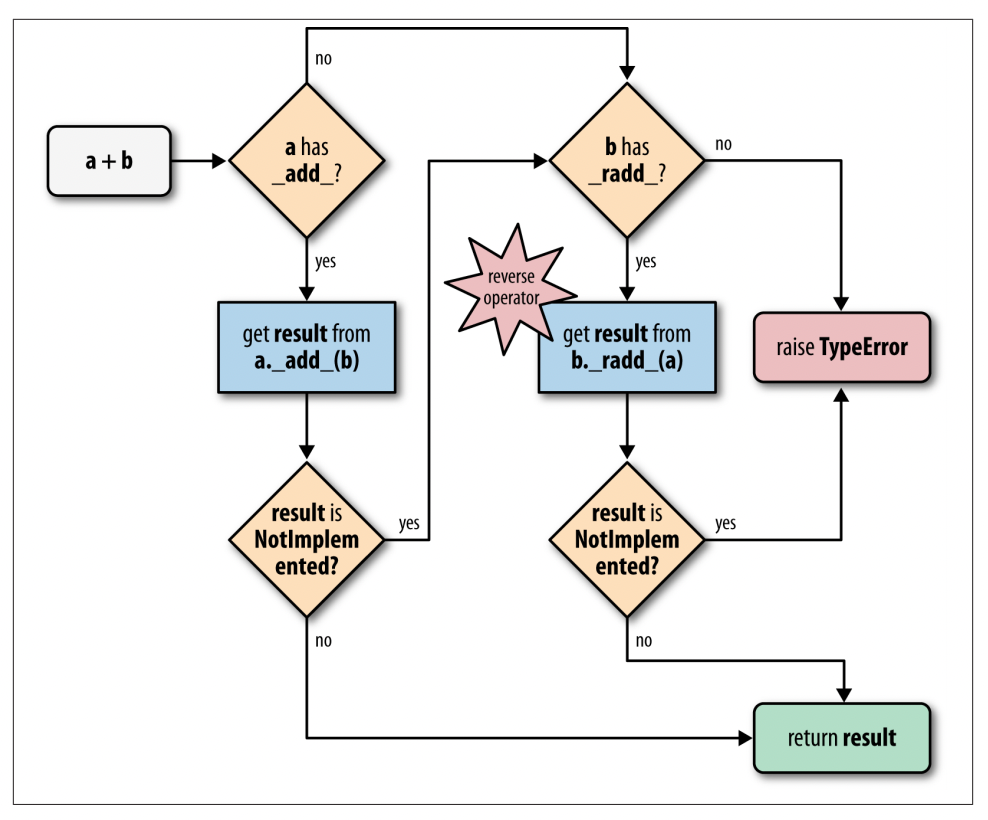 no
a + b
a has
_add_?
b has
_radd_?
no
yes
yes
reverse
operator
get result from
a._add_(b)
get result from
b._radd_(a)
raise TypeError
result is
NotImplem
ented?
yes
result is
NotImplem
ented?
yes
no
no
return result